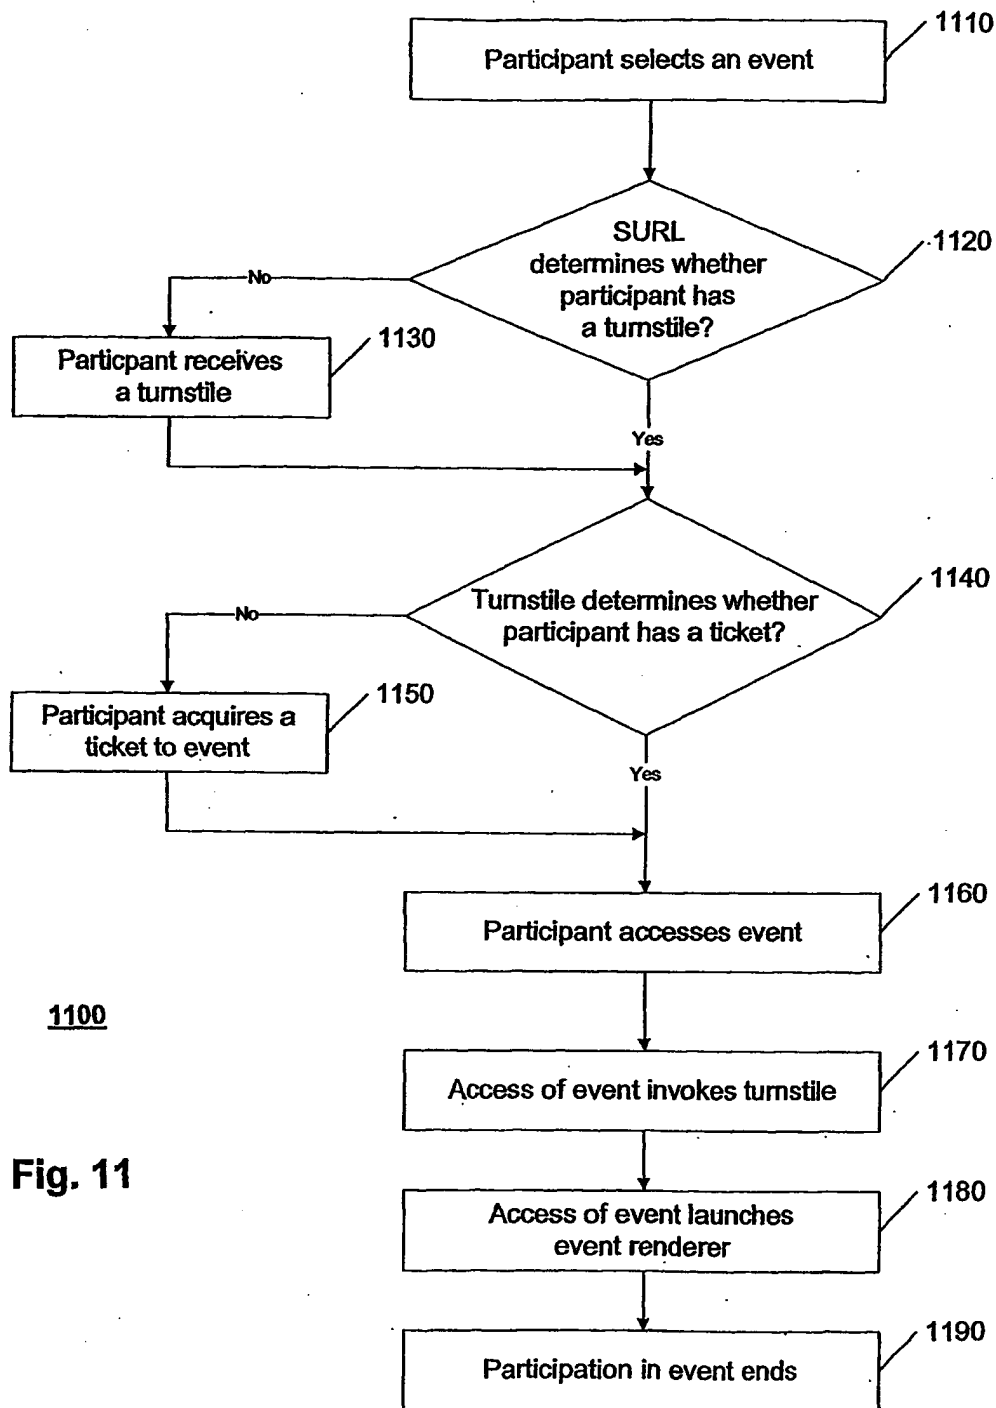 1110
Participant selects an event
SURL
determines whether
participant has
a turnstile?
1120
No
1130
Particpant receives
a turnstile
Yes
1140
Turnstile determines whether
participant has a ticket?
No
1150
Participant acquires a
ticket to event
Yes
1160
Participant accesses event
1100
1170
Access of event invokes turnstile
Fig. 11
1180
Access of event launches
event renderer
1190
Participation in event ends